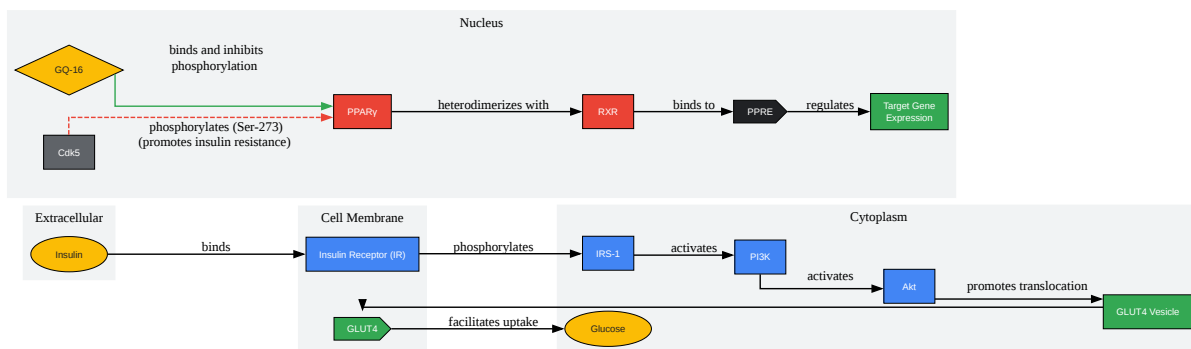 Nucleus
binds and inhibits
phosphorylation
GQ-16
PPARγ
heterodimerizes with
RXR
binds to
PPRE
regulates
Target Gene
Expression
phosphorylates (Ser-273)
(promotes insulin resistance)
Cdk5
Extracellular
Cell Membrane
Cytoplasm
Insulin
binds
Insulin Receptor (IR)
phosphorylates
IRS-1
activates
PI3K
activates
Akt
promotes translocation
GLUT4 Vesicle
GLUT4
facilitates uptake
Glucose